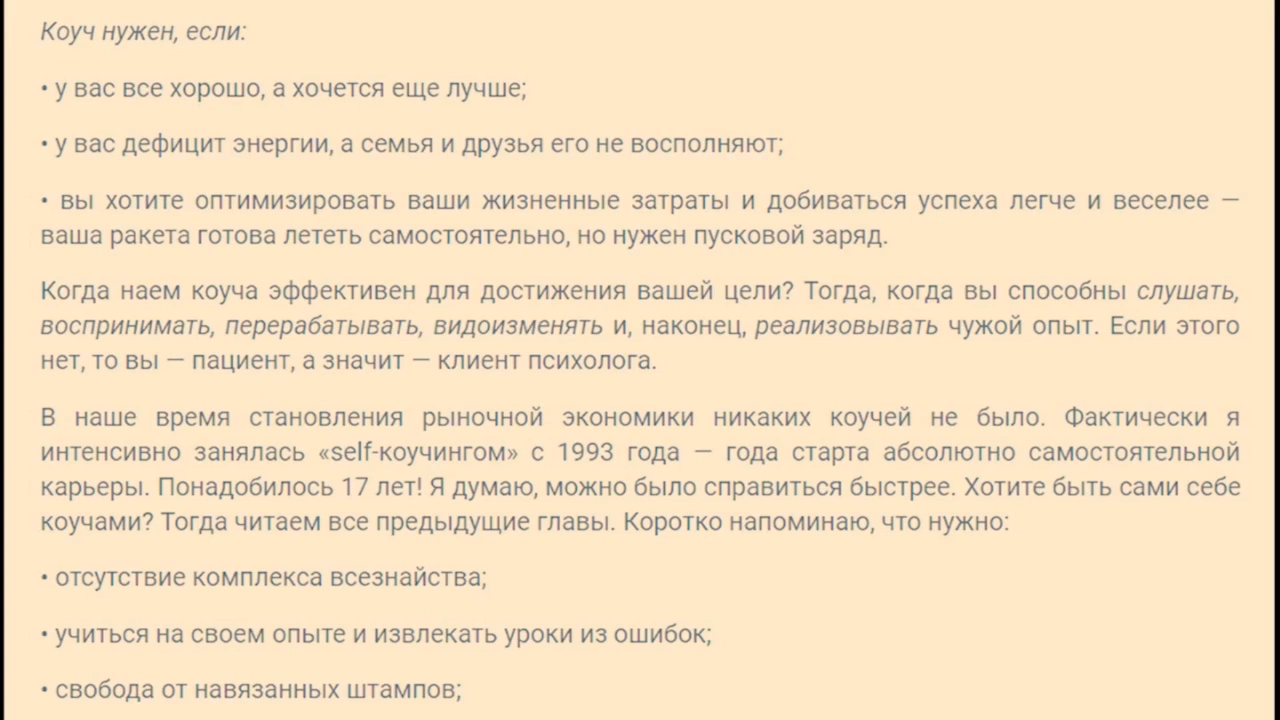 Коуч нужен, если:
• у вас все хорошо, а хочется еще лучше;
• у вас дефицит энергии, а семья и друзья его не восполняют;
• вы хотите оптимизировать ваши жизненные затраты и добиваться успеха легче и веселее —
ваша ракета готова лететь самостоятельно, но нужен пусковой заряд.
Когда наем коуча эффективен для достижения вашей цели? Тогда, когда вы способны слушать,
воспринимать, перерабатывать, видоизменять и, наконец, реализовывать чужой опыт. Если этого
нет, то вы — пациент, а значит — клиент психолога.
В наше время становления рыночной экономики никаких коучей не было. Фактически я
интенсивно занялась «self-коучингом» с 1993 года — года старта абсолютно самостоятельной
карьеры. Понадобилось 17 лет! Я думаю, можно было справиться быстрее. Хотите быть сами себе
коучами? Тогда читаем все предыдущие главы. Коротко напоминаю, что нужно:
• отсутствие комплекса всезнайства;
• учиться на своем опыте и извлекать уроки из ошибок;
• свобода от навязанных штампов;